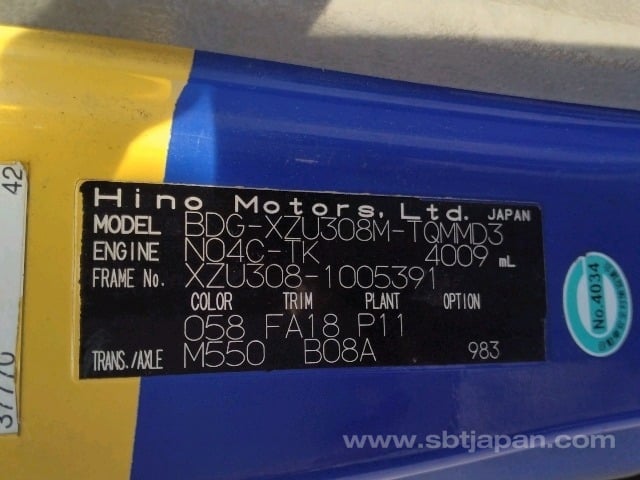 Hino Motors, Ltd. JAPAN
MODEL BDG-XZU308M-TQMMD3
ENGINE N04C-TK 4009 mL
FRAME No. XZU308-1005391
COLOR TRIM PLANT OPTION
058 FA18 P11
TRANS./AXLE M550 B08A 983
42
37770
No.4034
www.sbtjapan.com